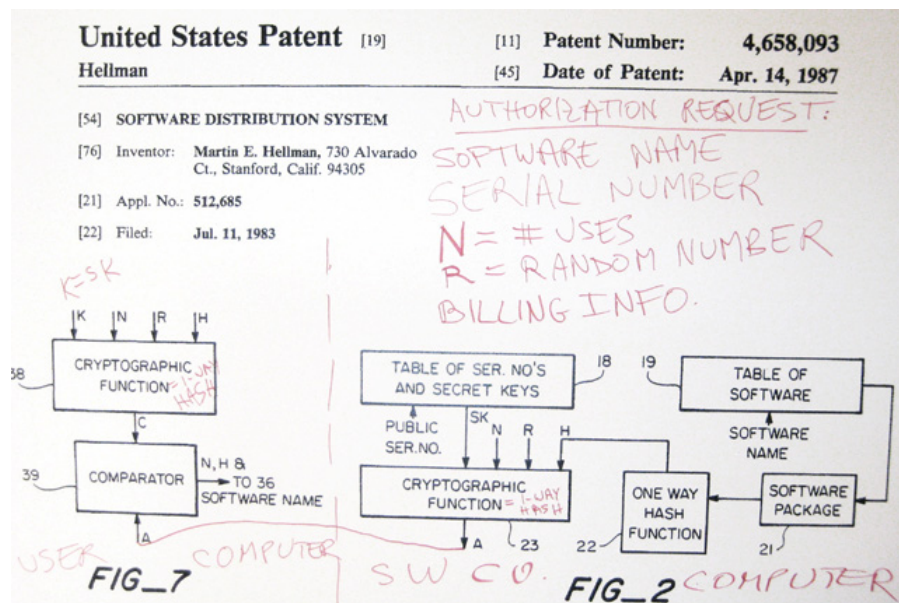 United States Patent [19]
Hellman
[11] Patent Number: 4,658,093
[45] Date of Patent: Apr. 14, 1987
[54] SOFTWARE DISTRIBUTION SYSTEM
[76] Inventor: Martin E. Hellman, 730 Alvarado
Ct., Stanford, Calif. 94305
[21] Appl. No.: 512,685
[22] Filed: Jul. 11, 1983
AUTHORIZATION REQUEST:
SOFTWARE NAME
SERIAL NUMBER
N = # USES
R = RANDOM NUMBER
BILLING INFO.
K=SK
K N R H
38
CRYPTOGRAPHIC
FUNCTION = 1-WAY
HASH
C
39
COMPARATOR
N, H &
TO 36
SOFTWARE NAME
A
USER COMPUTER
FIG_7
TABLE OF SER. NO'S
AND SECRET KEYS
18
PUBLIC
SER. NO.
SK N R H
CRYPTOGRAPHIC
FUNCTION = 1-WAY
HASH
A
23
19
TABLE OF
SOFTWARE
SOFTWARE
NAME
SOFTWARE
PACKAGE
21
ONE WAY
HASH
FUNCTION
22
SW CO. COMPUTER
FIG_2